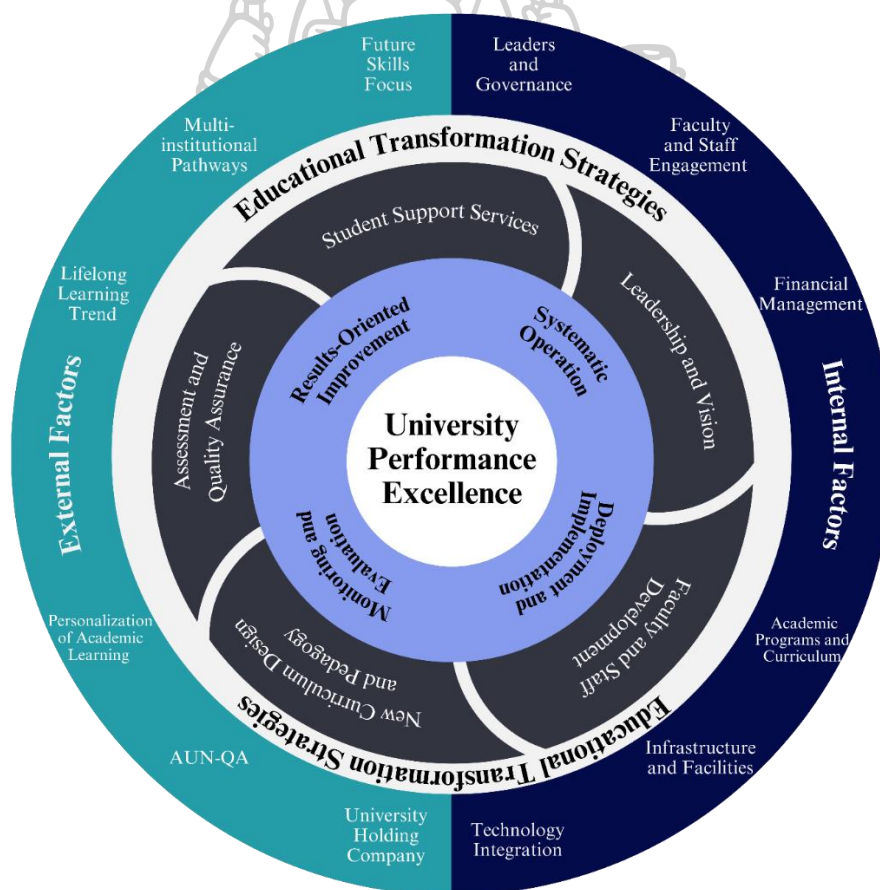 Future
Skills
Focus
Leaders
and
Governance
Multi-
institutional
Pathways
Faculty
and Staff
Engagement
Educational Transformation Strategies
Student Support Services
Leadership and Vision
Lifelong
Learning
Trend
Financial
Management
Results-Oriented
Improvement
Systematic
Operation
External Factors
Assessment and
Quality Assurance
University
Performance
Excellence
Internal Factors
Monitoring and
Evaluation
Deployment and
Implementation
Personalization
of Academic
Learning
New Curriculum Design
and Pedagogy
Faculty and Staff
Development
Academic
Programs and
Curriculum
Educational Transformation Strategies
AUN-QA
Infrastructure
and Facilities
University
Holding
Company
Technology
Integration